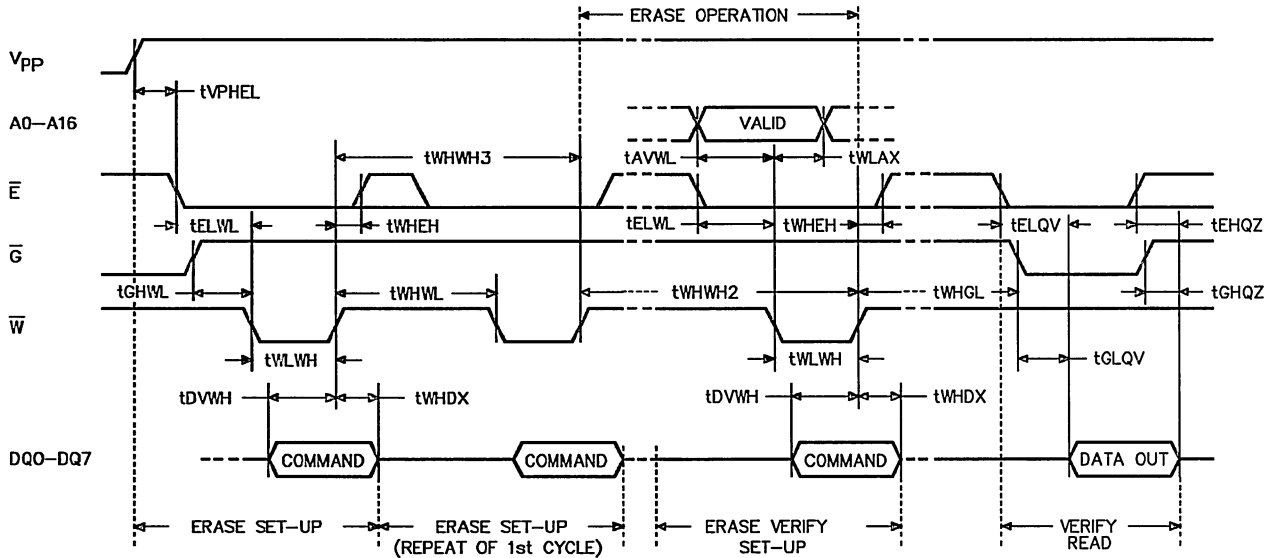 ERASE OPERATION
VPP
tVPHEL
A0-A16
VALID
tWHWH3
tAVWL
tWLAX
E
tELWL
tWHEH
tELWL
tWHEH
tELQV
tEHQZ
G
tGHWL
tWHWL
tWHWH2
tWHGL
tGHQZ
W
tWLWH
tWLWH
tGLQV
tDVWH
tWHDX
tDVWH
tWHDX
DQ0-DQ7
COMMAND
COMMAND
COMMAND
DATA OUT
ERASE SET-UP
ERASE SET-UP
(REPEAT OF 1st CYCLE)
ERASE VERIFY
SET-UP
VERIFY
READ